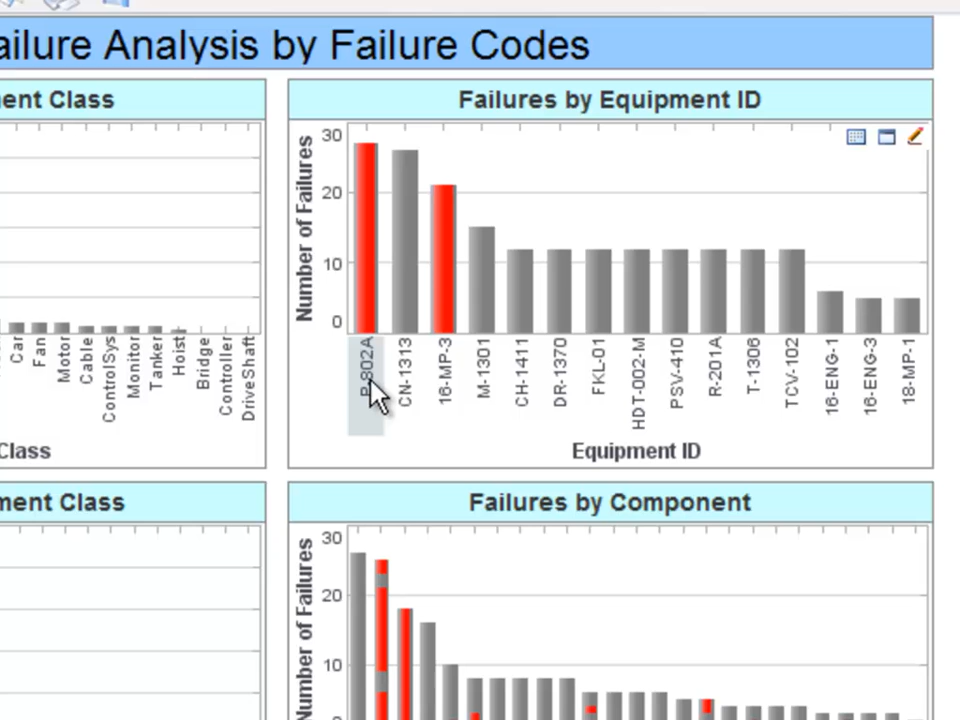 ailure Analysis by Failure Codes
ent Class
Failures by Equipment ID
Number of Failures
30
20
10
0
Car
Fan
Motor
Cable
ControlSys
Monitor
Tanker
Hoist
Bridge
Controller
DriveShaft
P-802A
CN-1313
16-MP-3
M-1301
CH-1411
DR-1370
FKL-01
HDT-002-M
PSV-410
R-201A
T-1306
TCV-102
16-ENG-1
16-ENG-3
18-MP-1
Class
Equipment ID
ment Class
Failures by Component
Number of Failures
30
20
10